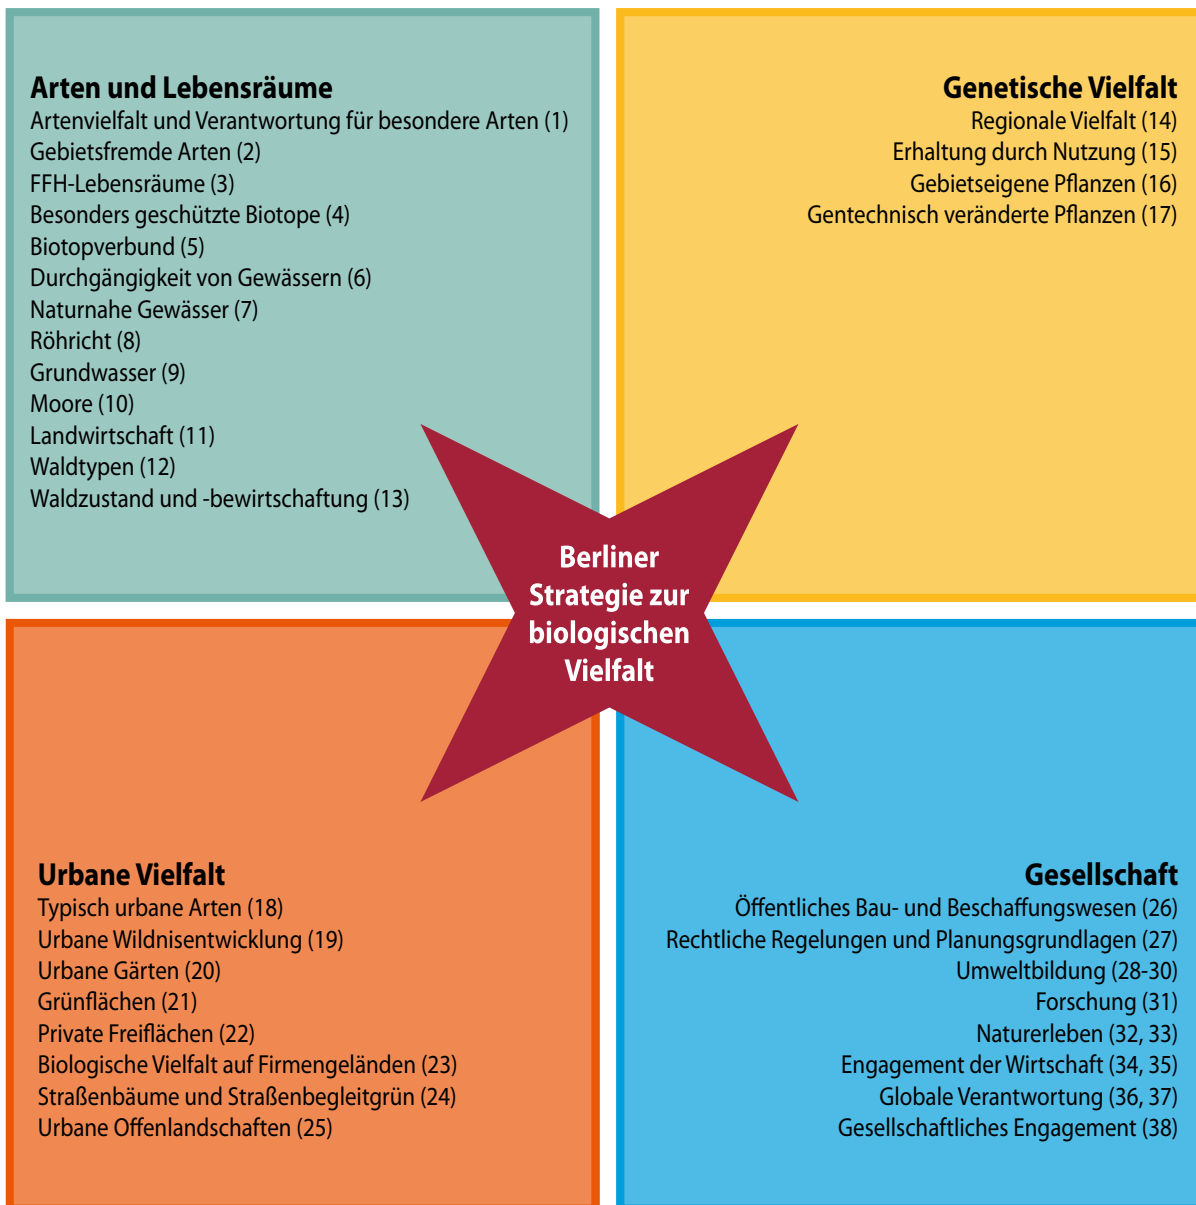 Arten und Lebensräume
Artenvielfalt und Verantwortung für besondere Arten (1)
Gebietsfremde Arten (2)
FFH-Lebensräume (3)
Besonders geschützte Biotope (4)
Biotopverbund (5)
Durchgängigkeit von Gewässern (6)
Naturnahe Gewässer (7)
Röhricht (8)
Grundwasser (9)
Moore (10)
Landwirtschaft (11)
Waldtypen (12)
Waldzustand und -bewirtschaftung (13)
Genetische Vielfalt
Regionale Vielfalt (14)
Erhaltung durch Nutzung (15)
Gebietseigene Pflanzen (16)
Gentechnisch veränderte Pflanzen (17)
Berliner
Strategie zur
biologischen
Vielfalt
Urbane Vielfalt
Typisch urbane Arten (18)
Urbane Wildnisentwicklung (19)
Urbane Gärten (20)
Grünflächen (21)
Private Freiflächen (22)
Biologische Vielfalt auf Firmengeländen (23)
Straßenbäume und Straßenbegleitgrün (24)
Urbane Offenlandschaften (25)
Gesellschaft
Öffentliches Bau- und Beschaffungswesen (26)
Rechtliche Regelungen und Planungsgrundlagen (27)
Umweltbildung (28-30)
Forschung (31)
Naturerleben (32, 33)
Engagement der Wirtschaft (34, 35)
Globale Verantwortung (36, 37)
Gesellschaftliches Engagement (38)